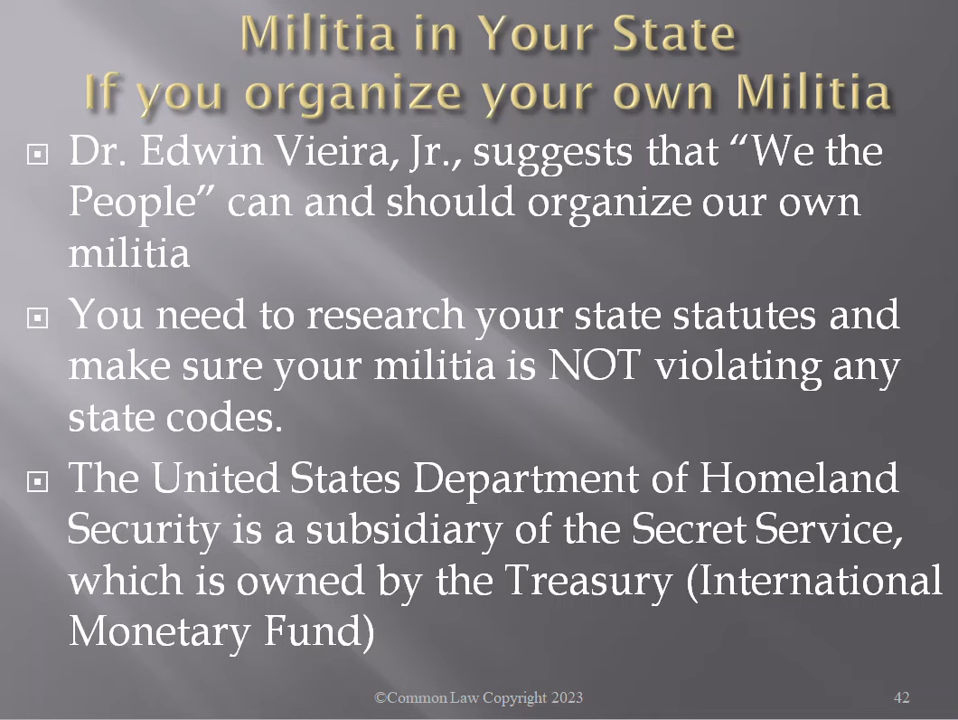 Militia in Your State
If you organize your own Militia
Dr. Edwin Vieira, Jr., suggests that “We the
People” can and should organize our own
militia
You need to research your state statutes and
make sure your militia is NOT violating any
state codes.
The United States Department of Homeland
Security is a subsidiary of the Secret Service,
which is owned by the Treasury (International
Monetary Fund)
©Common Law Copyright 2023
42